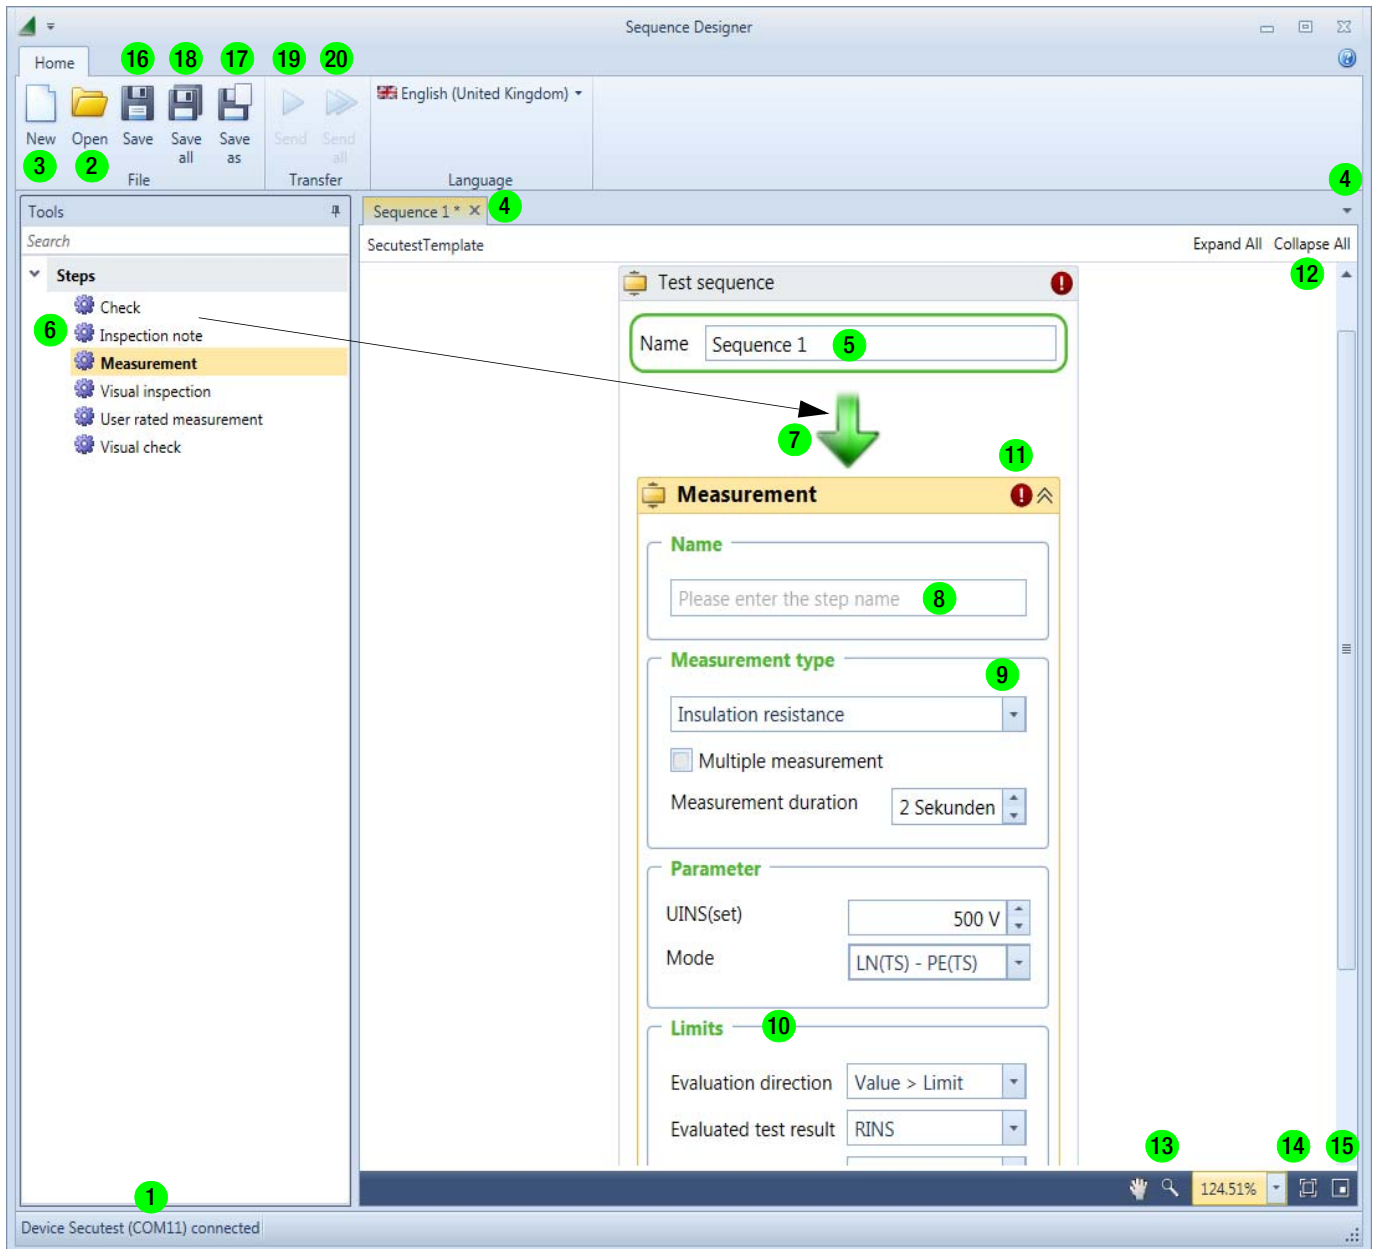 Sequence Designer
Home
16 18 17 19 20
English (United Kingdom)
New Open Save Save all Save as Send Send all
3 2
File Transfer Language
4
Tools
Sequence 1 * 4
Search
SecutestTemplate Expand All Collapse All
12
Steps
Check
6
Inspection note
Measurement
Visual inspection
User rated measurement
Visual check
Test sequence
Name Sequence 1 5
7
11
Measurement
Name
Please enter the step name 8
Measurement type
9
Insulation resistance
Multiple measurement
Measurement duration 2 Sekunden
Parameter
UINS(set) 500 V
Mode LN(TS) - PE(TS)
Limits 10
Evaluation direction Value > Limit
Evaluated test result RINS
13 14 15
124.51%
1
Device Secutest (COM11) connected